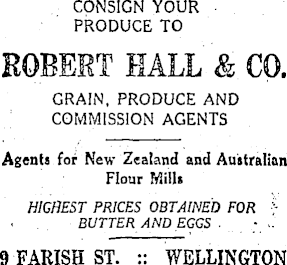 CONSIGN YOUR
PRODUCE TO
ROBERT HALL & CO.
GRAIN, PRODUCE AND
COMMISSION AGENTS
Agents for New Zealand and Australian
Flour Mills
HIGHEST PRICES OBTAINED FOR
BUTTER AND EGGS
9 FARISH ST. :: WELLINGTON